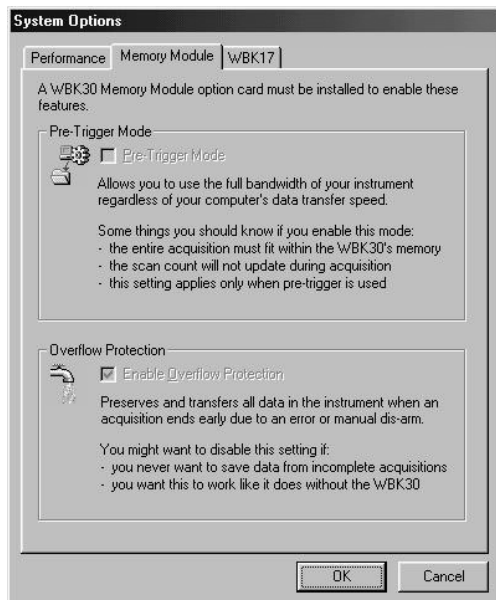 System Options
Performance
Memory Module
WBK17
A WBK30 Memory Module option card must be installed to enable these
features.
Pre-Trigger Mode
Pre-Trigger Mode
Allows you to use the full bandwidth of your instrument
regardless of your computer's data transfer speed.
Some things you should know if you enable this mode:
- the entire acquisition must fit within the WBK30's memory
- the scan count will not update during acquisition
- this setting applies only when pre-trigger is used
Overflow Protection
Enable Overflow Protection
Preserves and transfers all data in the instrument when an
acquisition ends early due to an error or manual dis-arm.
You might want to disable this setting if:
- you never want to save data from incomplete acquisitions
- you want this to work like it does without the WBK30
OK
Cancel